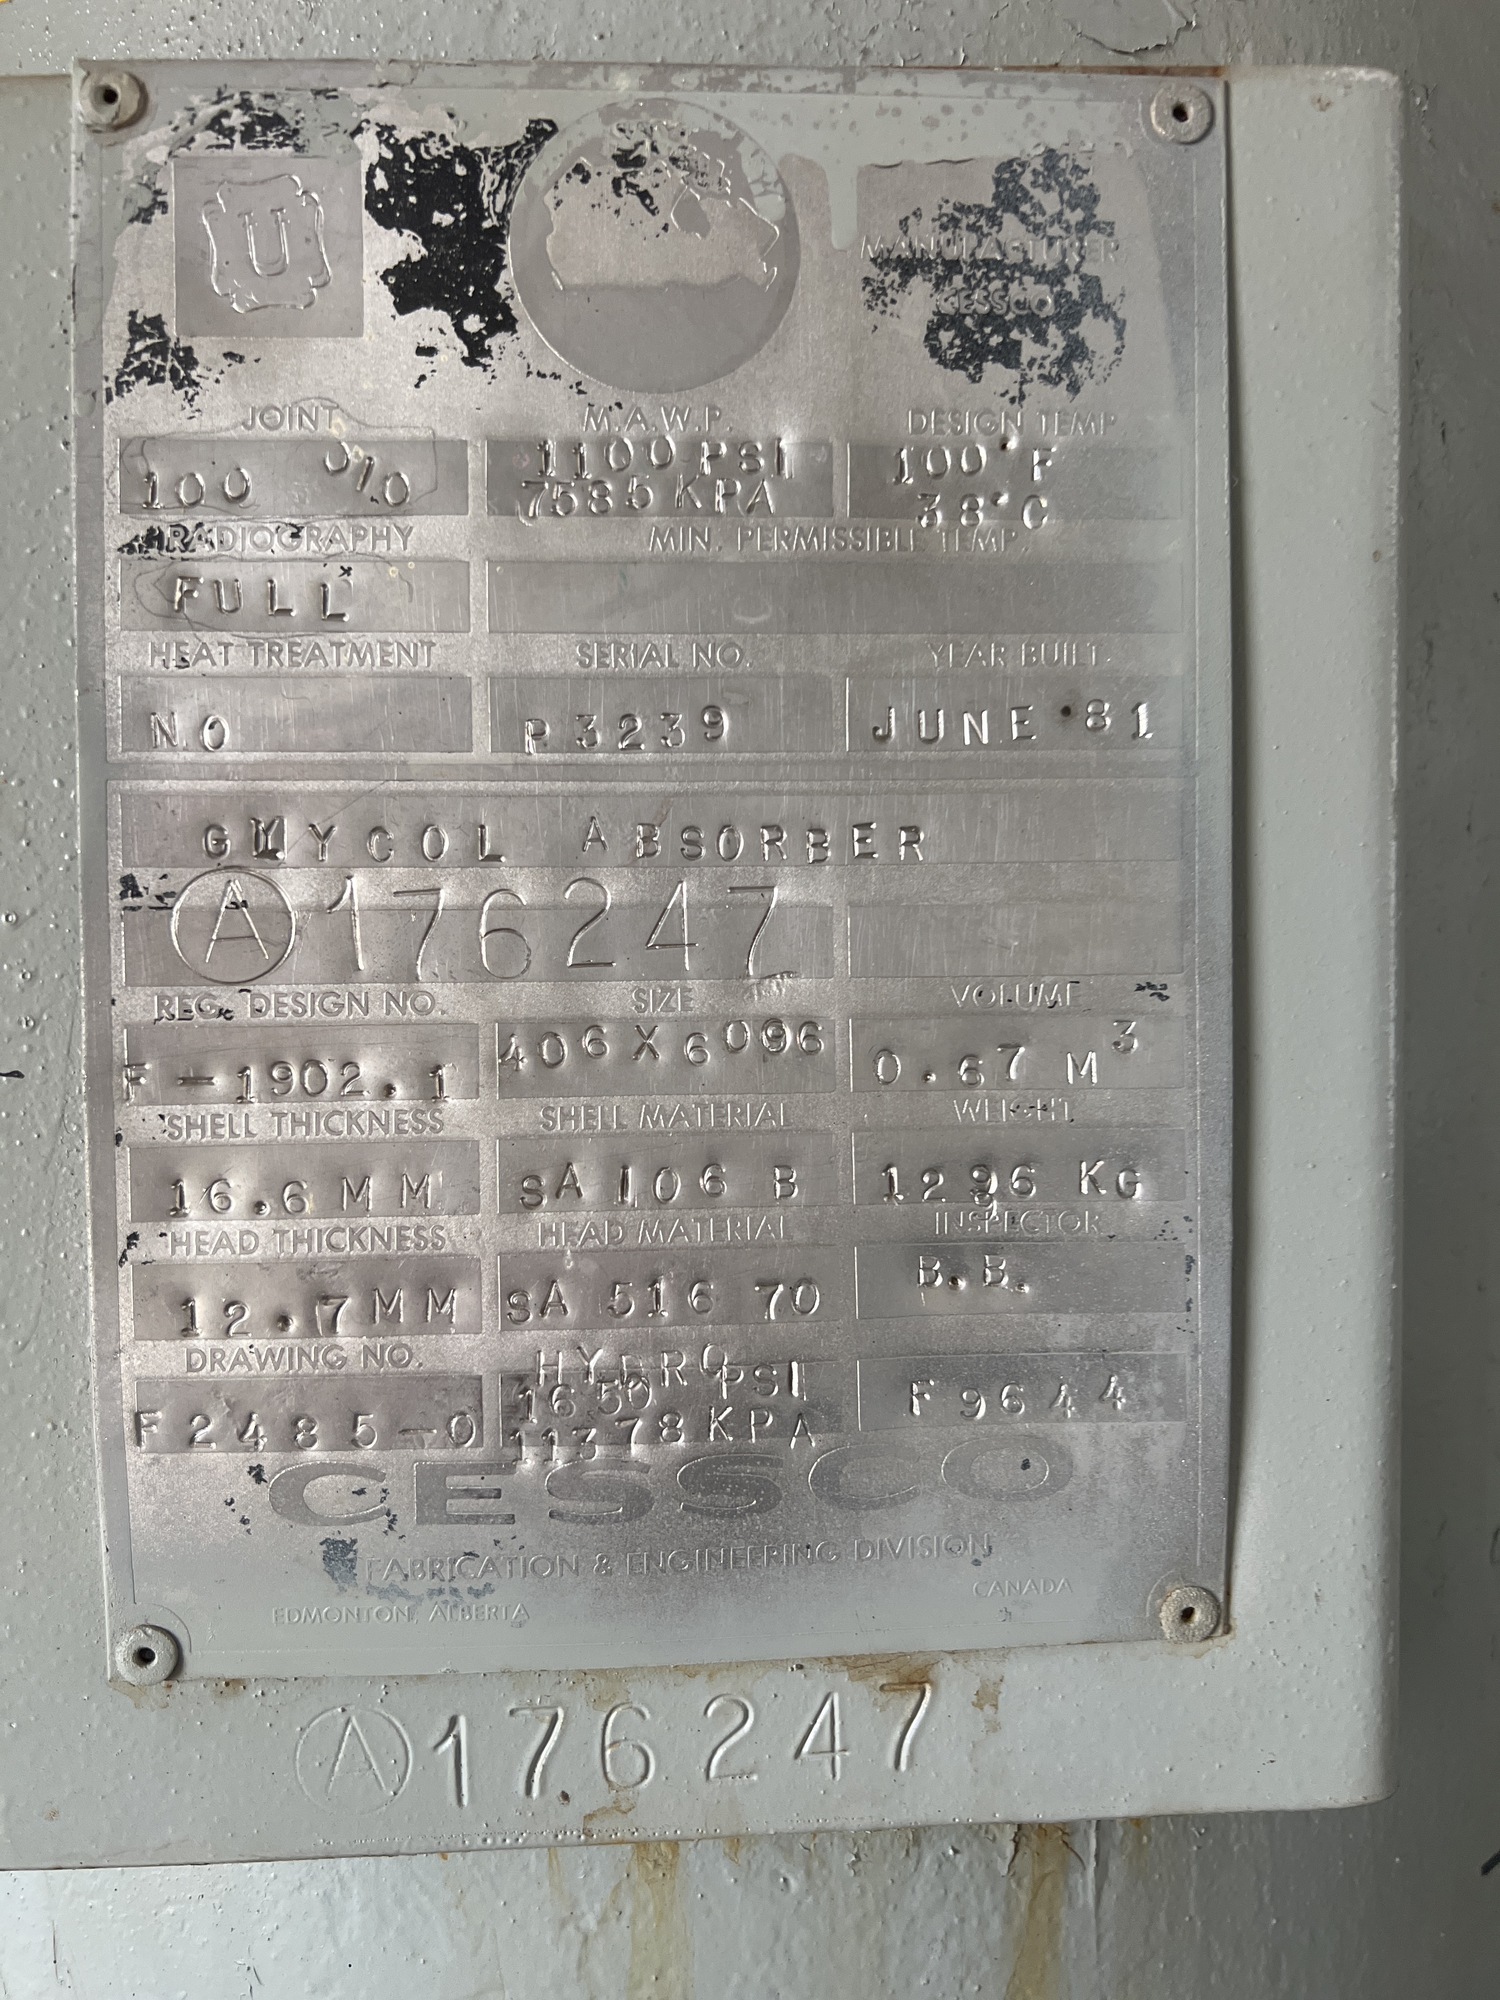 U
MANUFACTURER
CESSCO
JOINT M.A.W.P. DESIGN TEMP
100 0/0 1100 PSI 100°F
7585 KPA 38°C
RADIOGRAPHY MIN. PERMISSIBLE TEMP.
FULL
HEAT TREATMENT SERIAL NO. YEAR BUILT
NO P3239 JUNE '81
GLYCOL ABSORBER
A 176247
REG. DESIGN NO. SIZE VOLUME
F-1902.1 406 X 6096 0.67 M3
SHELL THICKNESS SHELL MATERIAL WEIGHT
16.6 MM SA 106 B 1296 KG
HEAD THICKNESS HEAD MATERIAL INSPECTOR
12.7 MM SA 516 70 B.B.
DRAWING NO. HYDRO
F2485-0 1650 PSI F9644
11378 KPA
CESSCO
FABRICATION & ENGINEERING DIVISION
EDMONTON, ALBERTA CANADA
A 176247